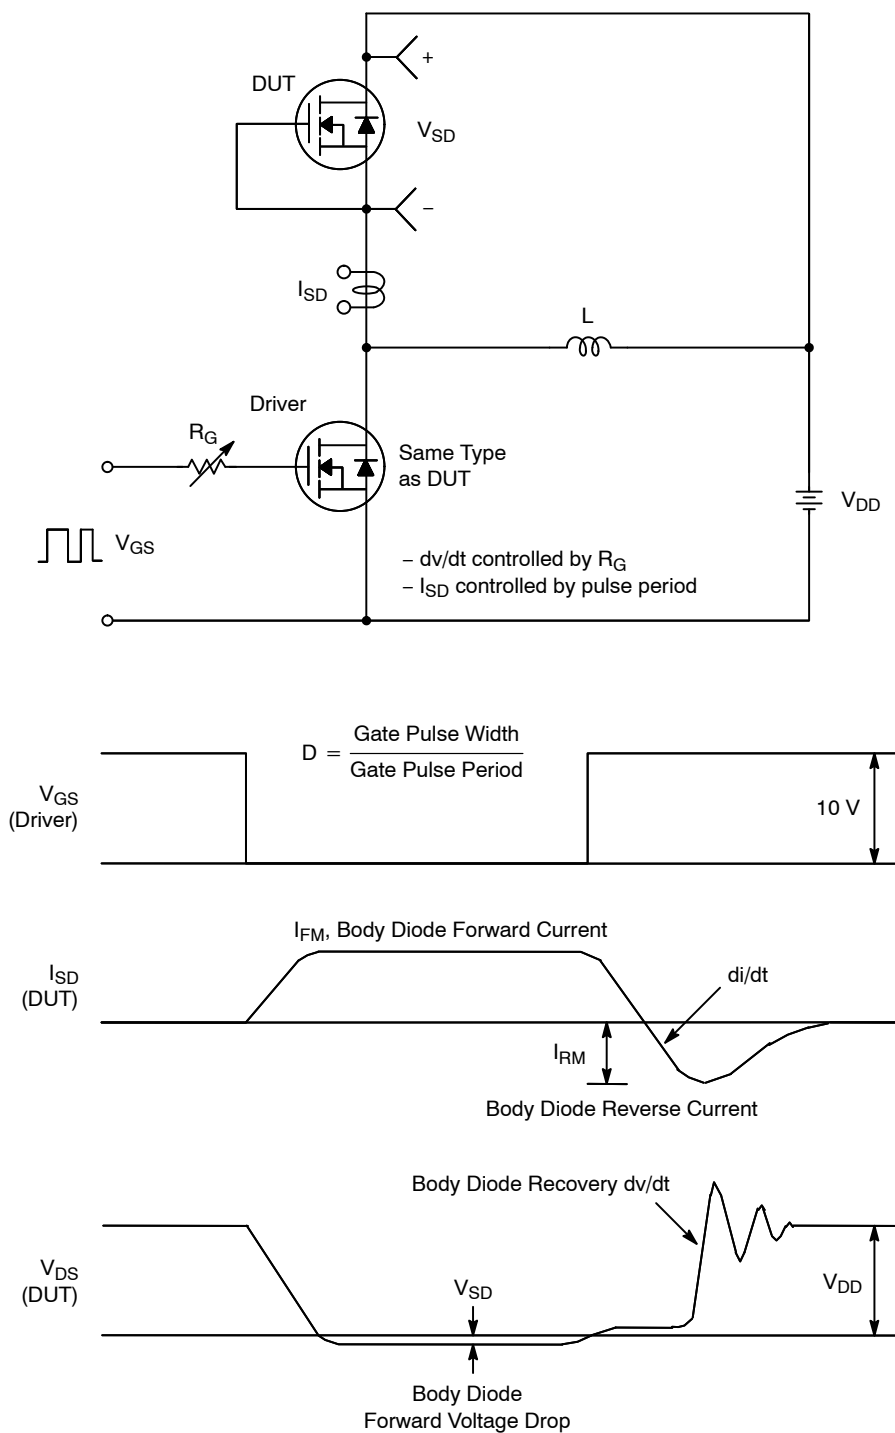 +
DUT
V_SD
−
I_SD
L
Driver
R_G
Same Type
as DUT
V_DD
V_GS
− dv/dt controlled by R_G
− I_SD controlled by pulse period
D = Gate Pulse Width
Gate Pulse Period
V_GS
(Driver)
10 V
I_FM, Body Diode Forward Current
I_SD
(DUT)
di/dt
I_RM
Body Diode Reverse Current
Body Diode Recovery dv/dt
V_DS
(DUT)
V_SD
V_DD
Body Diode
Forward Voltage Drop